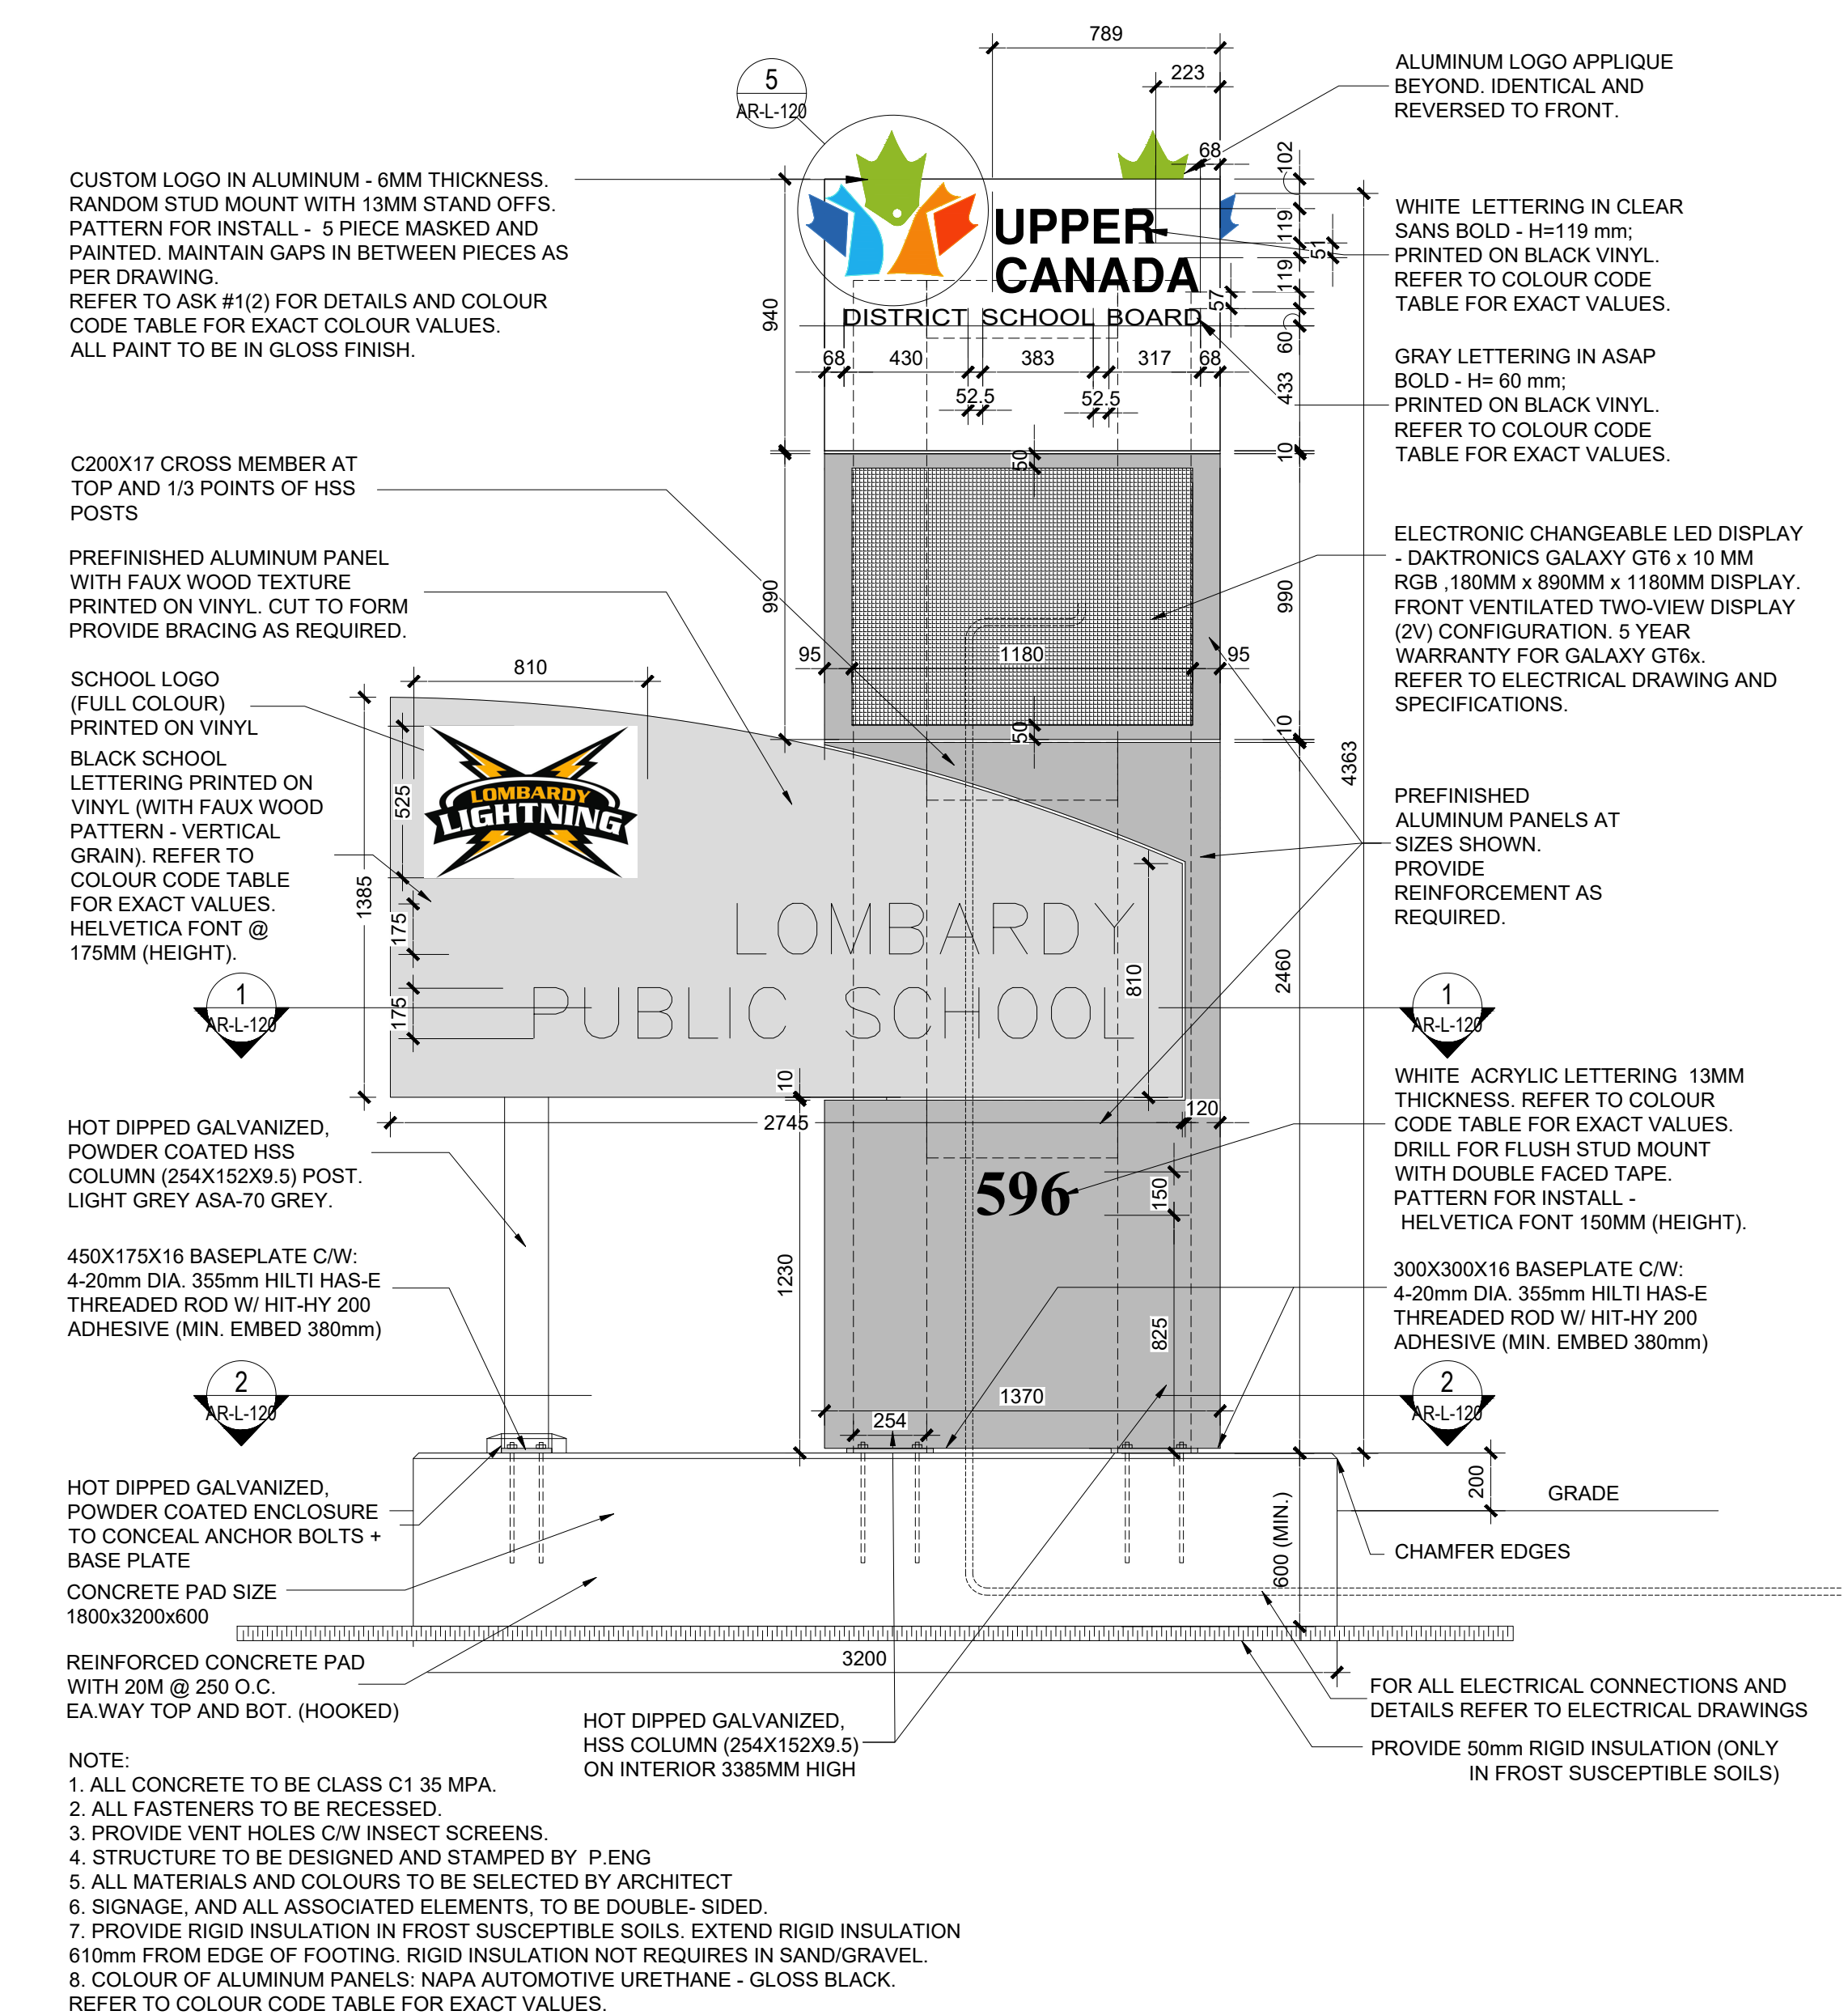 789
223
5
AR-L-120
ALUMINUM LOGO APPLIQUE
BEYOND. IDENTICAL AND
REVERSED TO FRONT.
68
102
CUSTOM LOGO IN ALUMINUM - 6MM THICKNESS.
RANDOM STUD MOUNT WITH 13MM STAND OFFS.
PATTERN FOR INSTALL -  5 PIECE MASKED AND
PAINTED. MAINTAIN GAPS IN BETWEEN PIECES AS
PER DRAWING.
REFER TO ASK #1(2) FOR DETAILS AND COLOUR
CODE TABLE FOR EXACT COLOUR VALUES.
ALL PAINT TO BE IN GLOSS FINISH.
UPPER
CANADA
DISTRICT SCHOOL BOARD
119
51
119
57
60
940
433
WHITE  LETTERING IN CLEAR
SANS BOLD - H=119 mm;
PRINTED ON BLACK VINYL.
REFER TO COLOUR CODE
TABLE FOR EXACT VALUES.
GRAY LETTERING IN ASAP
BOLD - H= 60 mm;
PRINTED ON BLACK VINYL.
REFER TO COLOUR CODE
TABLE FOR EXACT VALUES.
68 430 383 317 68
52.5 52.5
10
50
C200X17 CROSS MEMBER AT
TOP AND 1/3 POINTS OF HSS
POSTS
PREFINISHED ALUMINUM PANEL
WITH FAUX WOOD TEXTURE
PRINTED ON VINYL. CUT TO FORM
PROVIDE BRACING AS REQUIRED.
990
990
ELECTRONIC CHANGEABLE LED DISPLAY
- DAKTRONICS GALAXY GT6 x 10 MM
RGB ,180MM x 890MM x 1180MM DISPLAY.
FRONT VENTILATED TWO-VIEW DISPLAY
(2V) CONFIGURATION. 5 YEAR
WARRANTY FOR GALAXY GT6x.
REFER TO ELECTRICAL DRAWING AND
SPECIFICATIONS.
95 1180 95
50
10
4363
SCHOOL LOGO
(FULL COLOUR)
PRINTED ON VINYL
810
BLACK SCHOOL
LETTERING PRINTED ON
VINYL (WITH FAUX WOOD
PATTERN - VERTICAL
GRAIN). REFER TO
COLOUR CODE TABLE
FOR EXACT VALUES.
HELVETICA FONT @
175MM (HEIGHT).
525
1385
175
175
LOMBARDY
LIGHTNING
PREFINISHED
ALUMINUM PANELS AT
SIZES SHOWN.
PROVIDE
REINFORCEMENT AS
REQUIRED.
LOMBARDY
PUBLIC SCHOOL
810
2460
1
AR-L-120
1
AR-L-120
10
2745
120
WHITE  ACRYLIC LETTERING  13MM
THICKNESS. REFER TO COLOUR
CODE TABLE FOR EXACT VALUES.
DRILL FOR FLUSH STUD MOUNT
WITH DOUBLE FACED TAPE.
PATTERN FOR INSTALL -
HELVETICA FONT 150MM (HEIGHT).
HOT DIPPED GALVANIZED,
POWDER COATED HSS
COLUMN (254X152X9.5) POST.
LIGHT GREY ASA-70 GREY.
596
150
1230
825
450X175X16 BASEPLATE C/W:
4-20mm DIA. 355mm HILTI HAS-E
THREADED ROD W/ HIT-HY 200
ADHESIVE (MIN. EMBED 380mm)
300X300X16 BASEPLATE C/W:
4-20mm DIA. 355mm HILTI HAS-E
THREADED ROD W/ HIT-HY 200
ADHESIVE (MIN. EMBED 380mm)
2
AR-L-120
2
AR-L-120
1370
254
200
GRADE
600 (MIN.)
CHAMFER EDGES
HOT DIPPED GALVANIZED,
POWDER COATED ENCLOSURE
TO CONCEAL ANCHOR BOLTS +
BASE PLATE
CONCRETE PAD SIZE
1800x3200x600
3200
REINFORCED CONCRETE PAD
WITH 20M @ 250 O.C.
EA.WAY TOP AND BOT. (HOOKED)
FOR ALL ELECTRICAL CONNECTIONS AND
DETAILS REFER TO ELECTRICAL DRAWINGS
HOT DIPPED GALVANIZED,
HSS COLUMN (254X152X9.5)
ON INTERIOR 3385MM HIGH
PROVIDE 50mm RIGID INSULATION (ONLY
IN FROST SUSCEPTIBLE SOILS)
NOTE:
1. ALL CONCRETE TO BE CLASS C1 35 MPA.
2. ALL FASTENERS TO BE RECESSED.
3. PROVIDE VENT HOLES C/W INSECT SCREENS.
4. STRUCTURE TO BE DESIGNED AND STAMPED BY  P.ENG
5. ALL MATERIALS AND COLOURS TO BE SELECTED BY ARCHITECT
6. SIGNAGE, AND ALL ASSOCIATED ELEMENTS, TO BE DOUBLE- SIDED.
7. PROVIDE RIGID INSULATION IN FROST SUSCEPTIBLE SOILS. EXTEND RIGID INSULATION
610mm FROM EDGE OF FOOTING. RIGID INSULATION NOT REQUIRES IN SAND/GRAVEL.
8. COLOUR OF ALUMINUM PANELS: NAPA AUTOMOTIVE URETHANE - GLOSS BLACK.
REFER TO COLOUR CODE TABLE FOR EXACT VALUES.